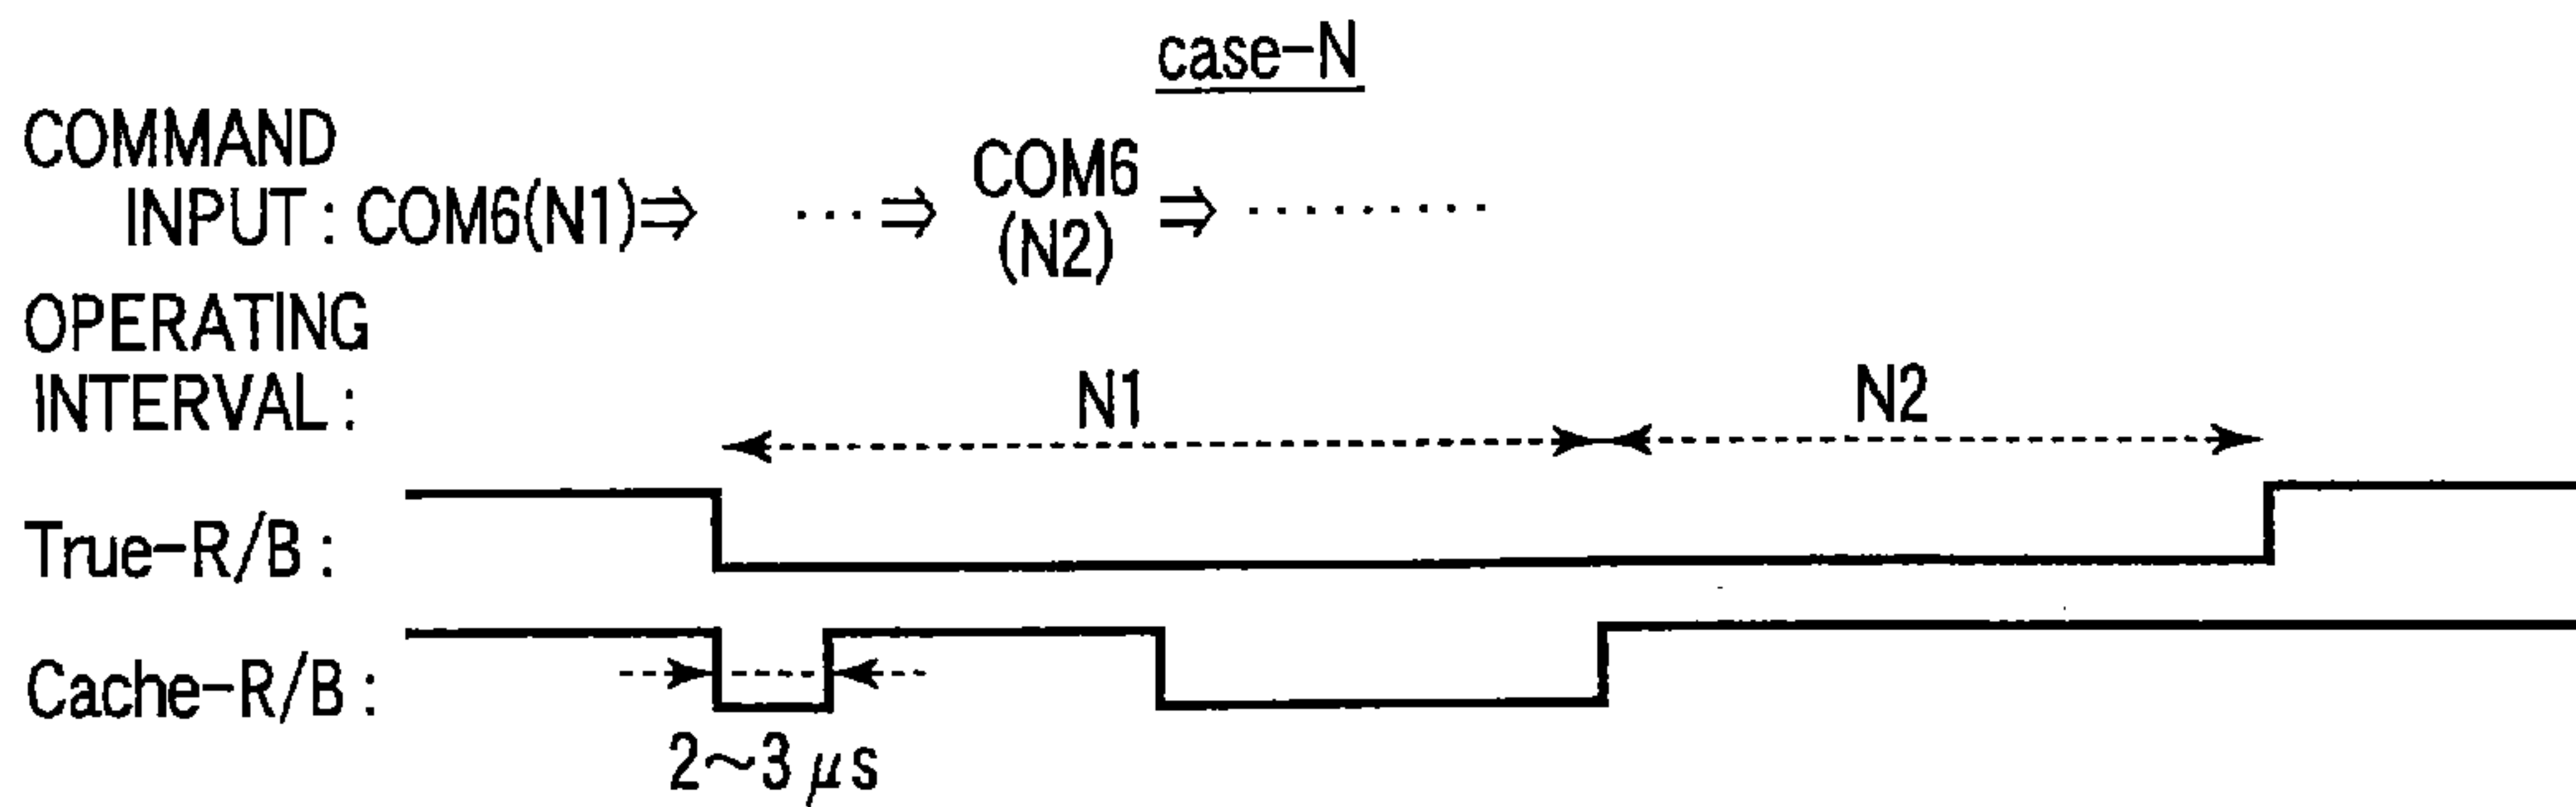 case-N
COMMAND
INPUT : COM6(N1)⇒ ··· ⇒ COM6 (N2) ⇒ ·········
OPERATING
INTERVAL :
N1 N2
True-R/B :
Cache-R/B :
2~3 μs